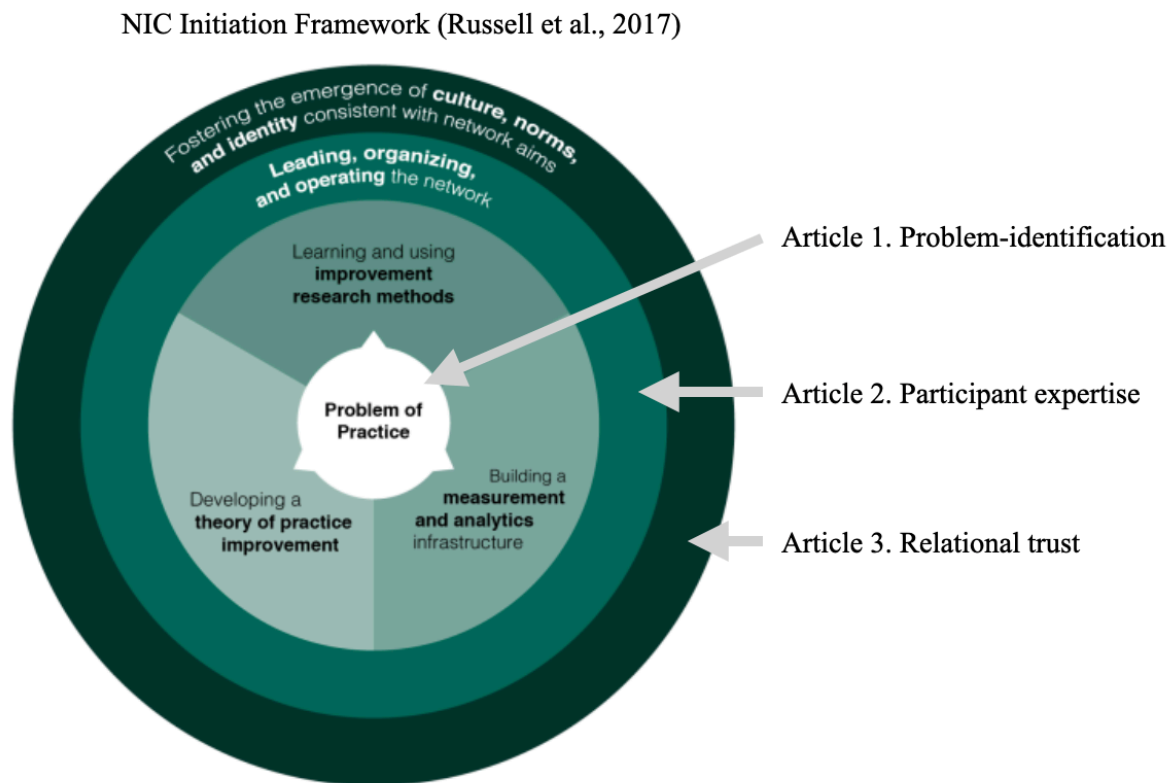 NIC Initiation Framework (Russell et al., 2017)
Fostering the emergence of culture, norms,
and identity consistent with network aims
Leading, organizing,
and operating the network
Learning and using
improvement
research methods
Article 1. Problem-identification
Problem of
Practice
Article 2. Participant expertise
Developing a
theory of practice
improvement
Building a
measurement
and analytics
infrastructure
Article 3. Relational trust